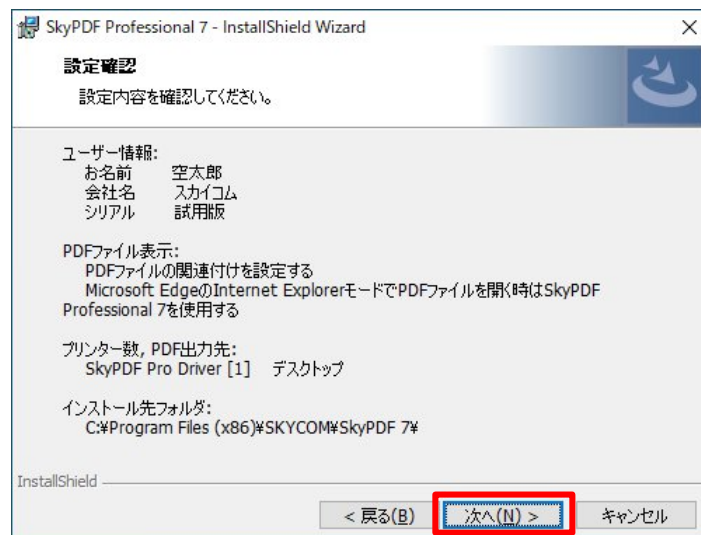 SkyPDF Professional 7 - InstallShield Wizard
設定確認
設定内容を確認してください。
ユーザー情報:
お名前 空太郎
会社名 スカイコム
シリアル 試用版
PDFファイル表示:
PDFファイルの関連付けを設定する
Microsoft EdgeのInternet ExplorerモードでPDFファイルを開く時はSkyPDF
Professional 7を使用する
プリンター数, PDF出力先:
SkyPDF Pro Driver [1] デスクトップ
インストール先フォルダ:
C:¥Program Files (x86)¥SKYCOM¥SkyPDF 7¥
InstallShield
< 戻る(B) 次へ(N) > キャンセル